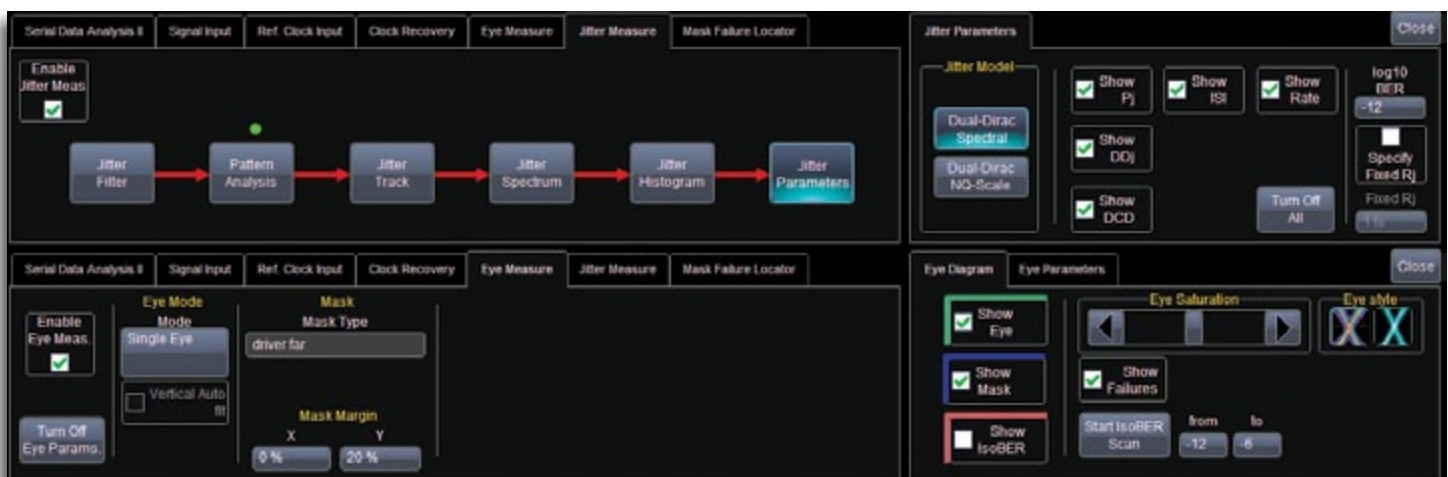 Serial Data Analysis II
Signal Input
Ref. Clock Input
Clock Recovery
Eye Measure
Jitter Measure
Mask Failure Locator
Enable
Jitter Meas
Jitter
Filter
Pattern
Analysis
Jitter
Track
Jitter
Spectrum
Jitter
Histogram
Jitter
Parameters
Jitter Parameters
Close
Jitter Model
Dual-Dirac
Spectral
Dual-Dirac
NQ-Scale
Show
Pj
Show
ISI
Show
Rate
Show
DDj
Show
DCD
Turn Off
All
log10
BER
-12
Specify
Fixed Rj
Fixed Rj
1 fs
Serial Data Analysis II
Signal Input
Ref. Clock Input
Clock Recovery
Eye Measure
Jitter Measure
Mask Failure Locator
Enable
Eye Meas.
Turn Off
Eye Params.
Eye Mode
Mode
Single Eye
Vertical Auto
fit
Mask
Mask Type
driver far
Mask Margin
X
Y
0 %
20 %
Eye Diagram
Eye Parameters
Close
Show
Eye
Show
Mask
Show
IsoBER
Eye Saturation
Eye style
Show
Failures
Start IsoBER
Scan
from
to
-12
-6